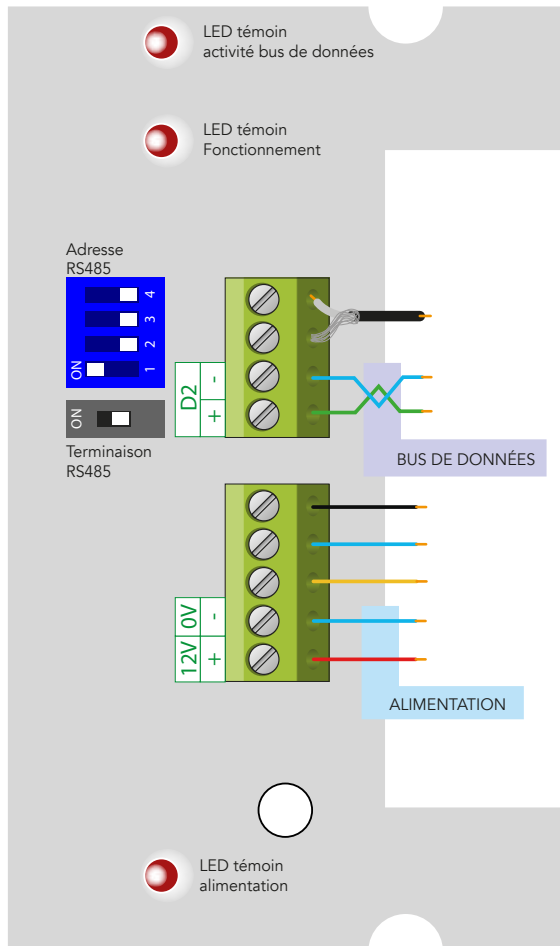 LED témoin
activité bus de données
LED témoin
Fonctionnement
Adresse
RS485
4
3
2
1
ON
D2
-
+
ON
Terminaison
RS485
BUS DE DONNÉES
0V
-
12V
+
ALIMENTATION
LED témoin
alimentation